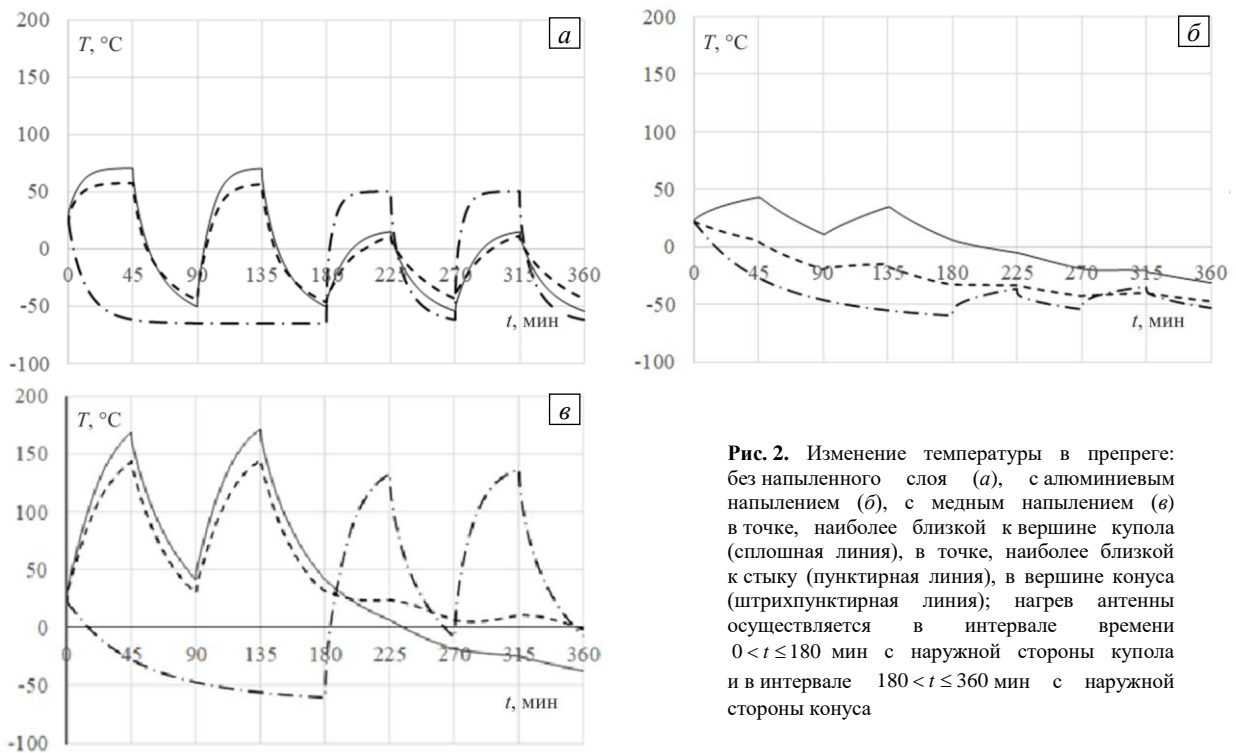 200
T, °C
а
150
100
50
0
0 45 90 135 180 225 270 315 360
-50
t, мин
-100
200
T, °C
б
150
100
50
0
0 45 90 135 180 225 270 315 360
-50
t, мин
-100
200
T, °C
в
150
100
50
0
0 45 90 135 180 225 270 315 360
-50
t, мин
-100
Рис. 2. Изменение температуры в препреге:
без напыленного слоя (а), с алюминиевым
напылением (б), с медным напылением (в)
в точке, наиболее близкой к вершине купола
(сплошная линия), в точке, наиболее близкой
к стыку (пунктирная линия), в вершине конуса
(штрихпунктирная линия); нагрев антенны
осуществляется в интервале времени
0 < t ≤ 180 мин с наружной стороны купола
и в интервале 180 < t ≤ 360 мин с наружной
стороны конуса